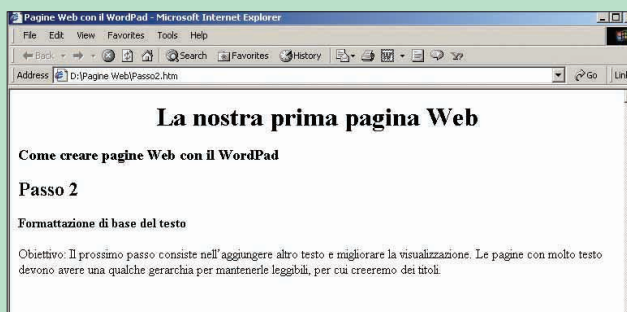 Pagine Web con il WordPad - Microsoft Internet Explorer
File Edit View Favorites Tools Help
Back Search Favorites History
Address D:\Pagine Web\Passo2.htm Go Link
La nostra prima pagina Web
Come creare pagine Web con il WordPad
Passo 2
Formattazione di base del testo
Obiettivo: Il prossimo passo consiste nell'aggiungere altro testo e migliorare la visualizzazione. Le pagine con molto testo
devono avere una qualche gerarchia per mantenerle leggibili, per cui creeremo dei titoli.